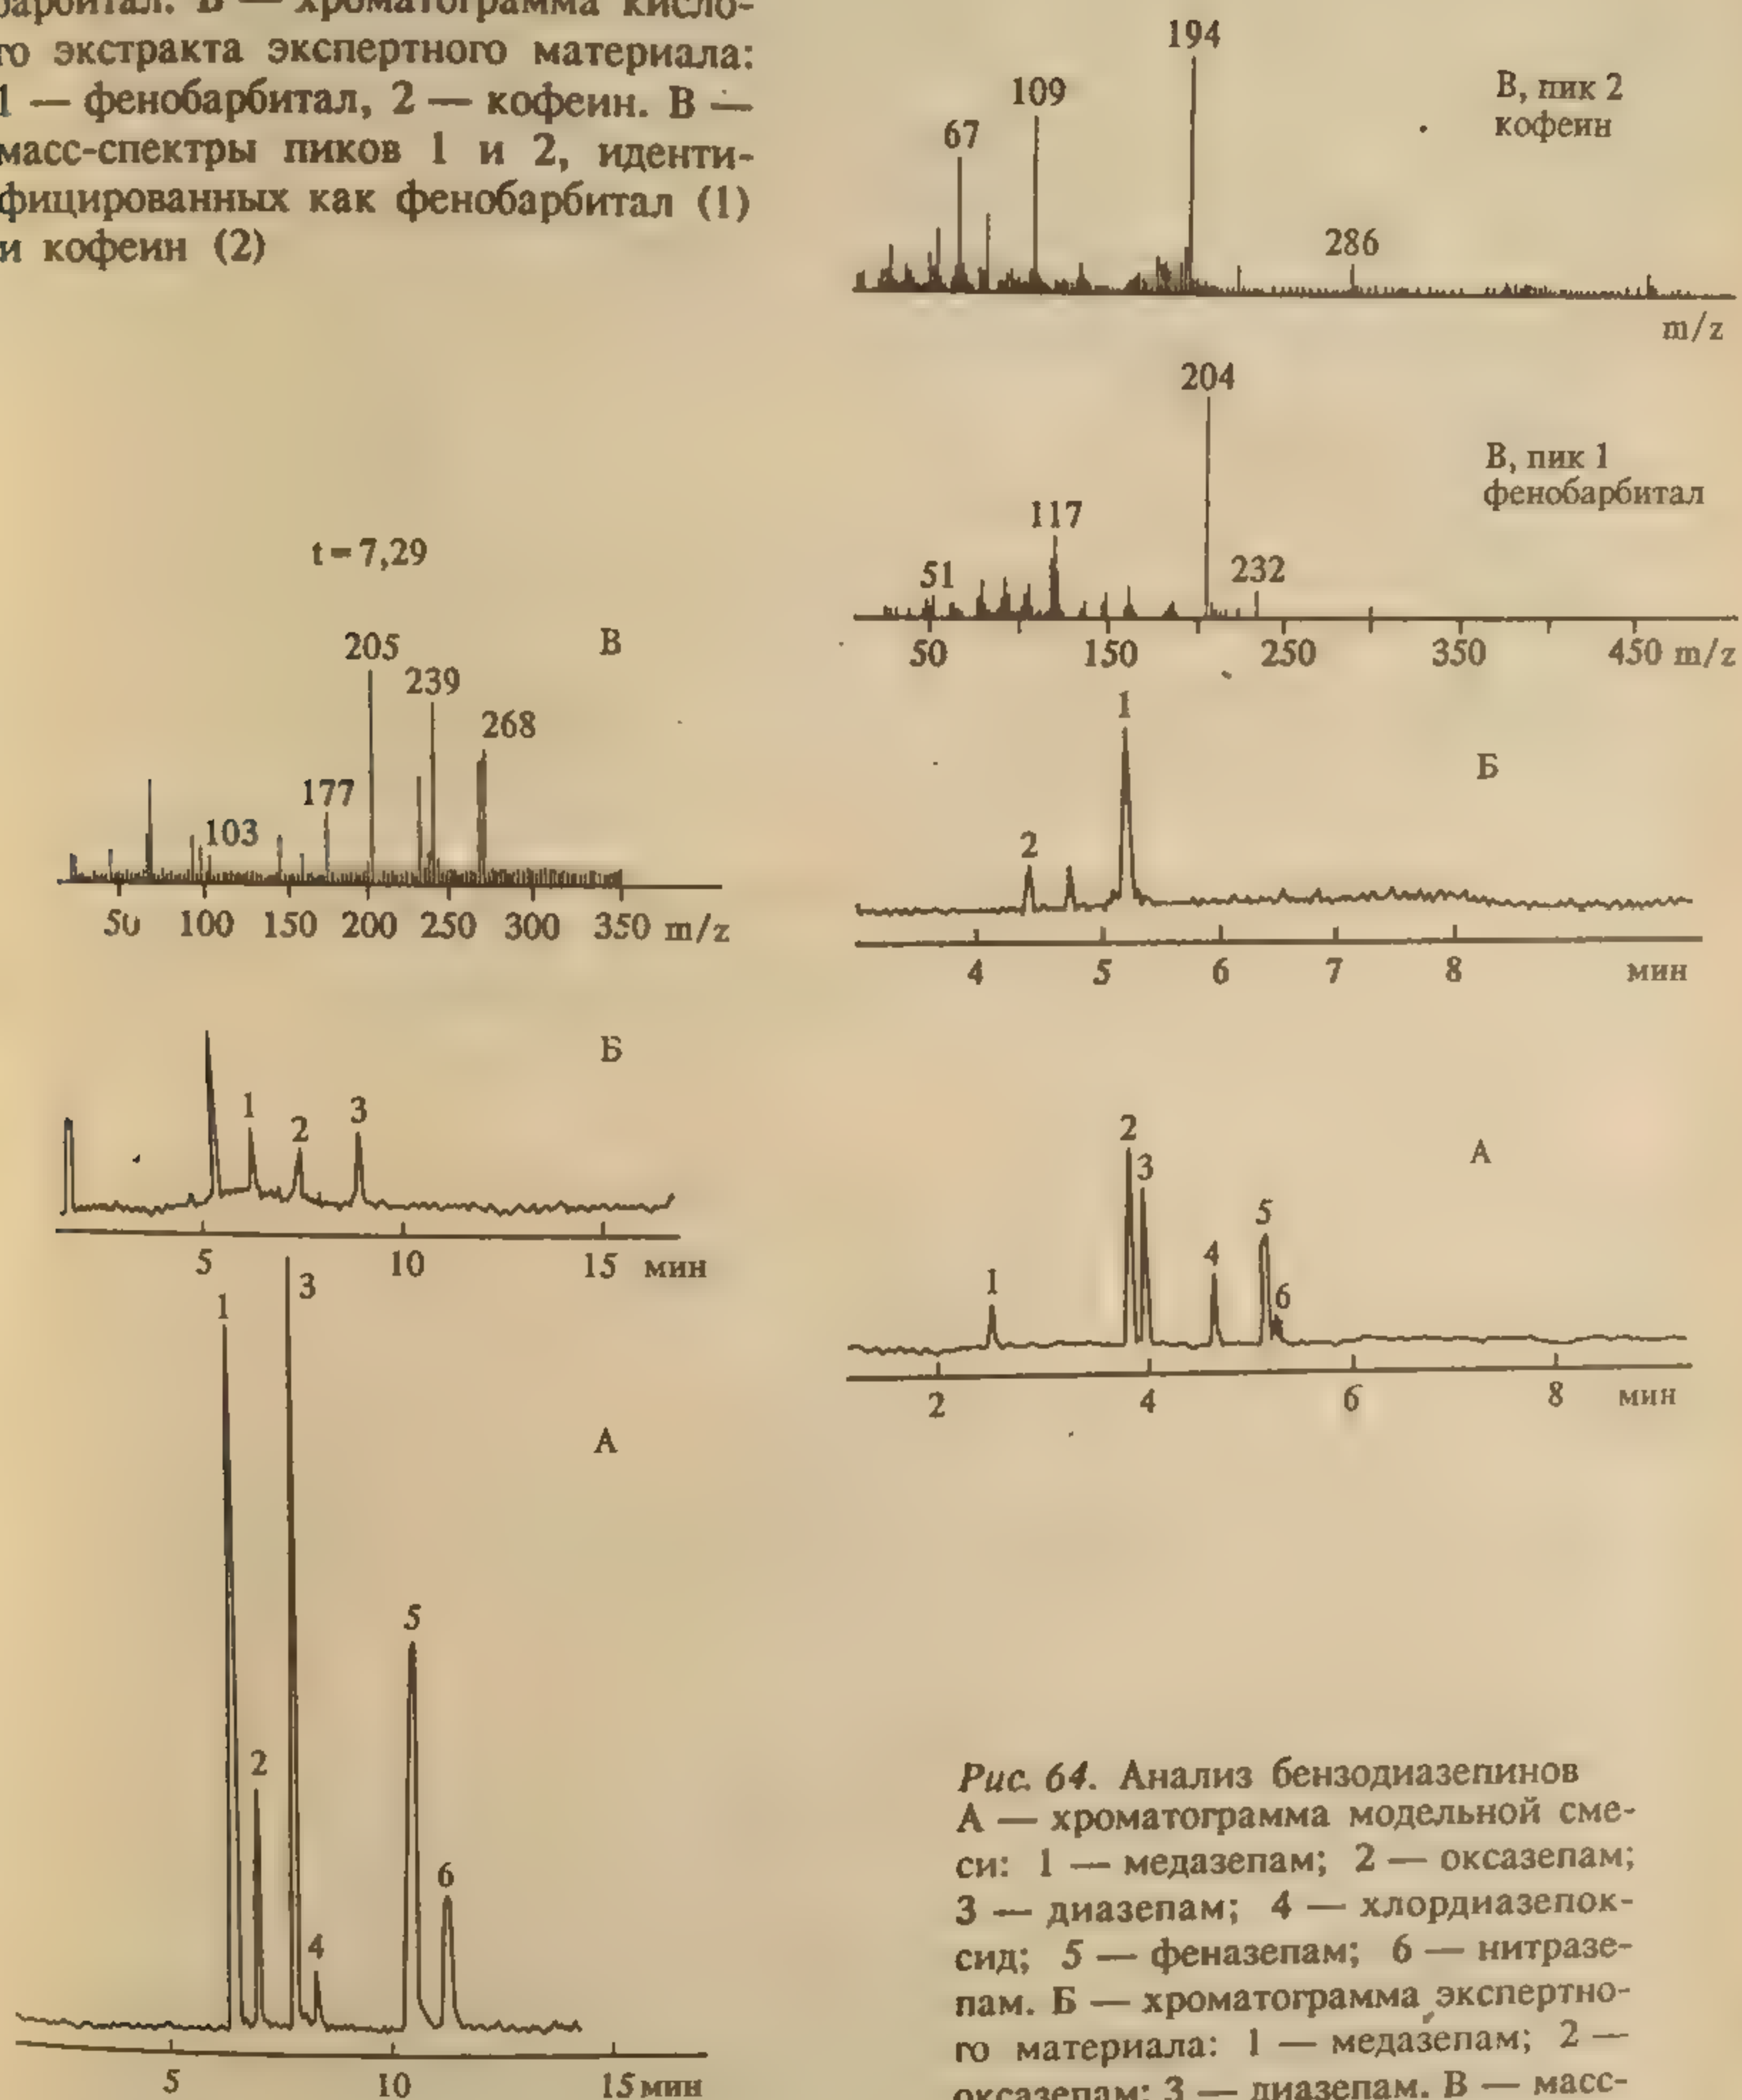 барбитал. Б — хроматограмма кисло-
го экстракта экспертного материала:
1 — фенобарбитал, 2 — кофеин. В —
масс-спектры пиков 1 и 2, иденти-
фицированных как фенобарбитал (1)
и кофеин (2)
194
109
67
286
В, пик 2
кофеин
m/z
204
117
51
232
В, пик 1
фенобарбитал
50 150 250 350 450 m/z
t = 7,29
205
239
268
177
103
В
50 100 150 200 250 300 350 m/z
1
2
Б
4 5 6 7 8 мин
1
2
3
Б
5 10 15 мин
1
2
3
4
5
6
А
2 4 6 8 мин
1
2
3
4
5
6
А
5 10 15 мин
Рис. 64. Анализ бензодиазепинов
А — хроматограмма модельной сме-
си: 1 — медазепам; 2 — оксазепам;
3 — диазепам; 4 — хлордиазепок-
сид; 5 — феназепам; 6 — нитразе-
пам. Б — хроматограмма экспертно-
го материала: 1 — медазепам; 2 —
оксазепам; 3 — диазепам. В — масс-